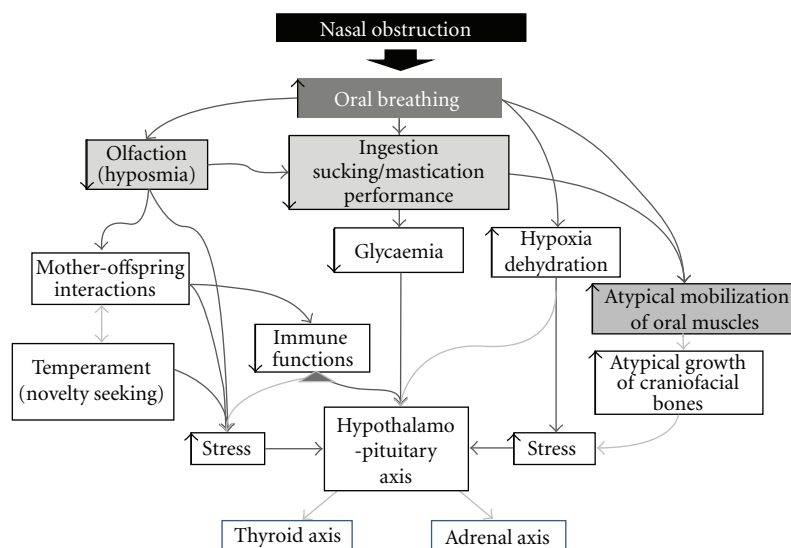 Nasal obstruction
Oral breathing
Olfaction
(hyposmia)
Ingestion
sucking/mastication
performance
Glycaemia
Hypoxia
dehydration
Mother-offspring
interactions
Atypical mobilization
of oral muscles
Immune
functions
Temperament
(novelty seeking)
Atypical growth
of craniofacial
bones
Stress
Hypothalamo
-pituitary
axis
Stress
Thyroid axis
Adrenal axis